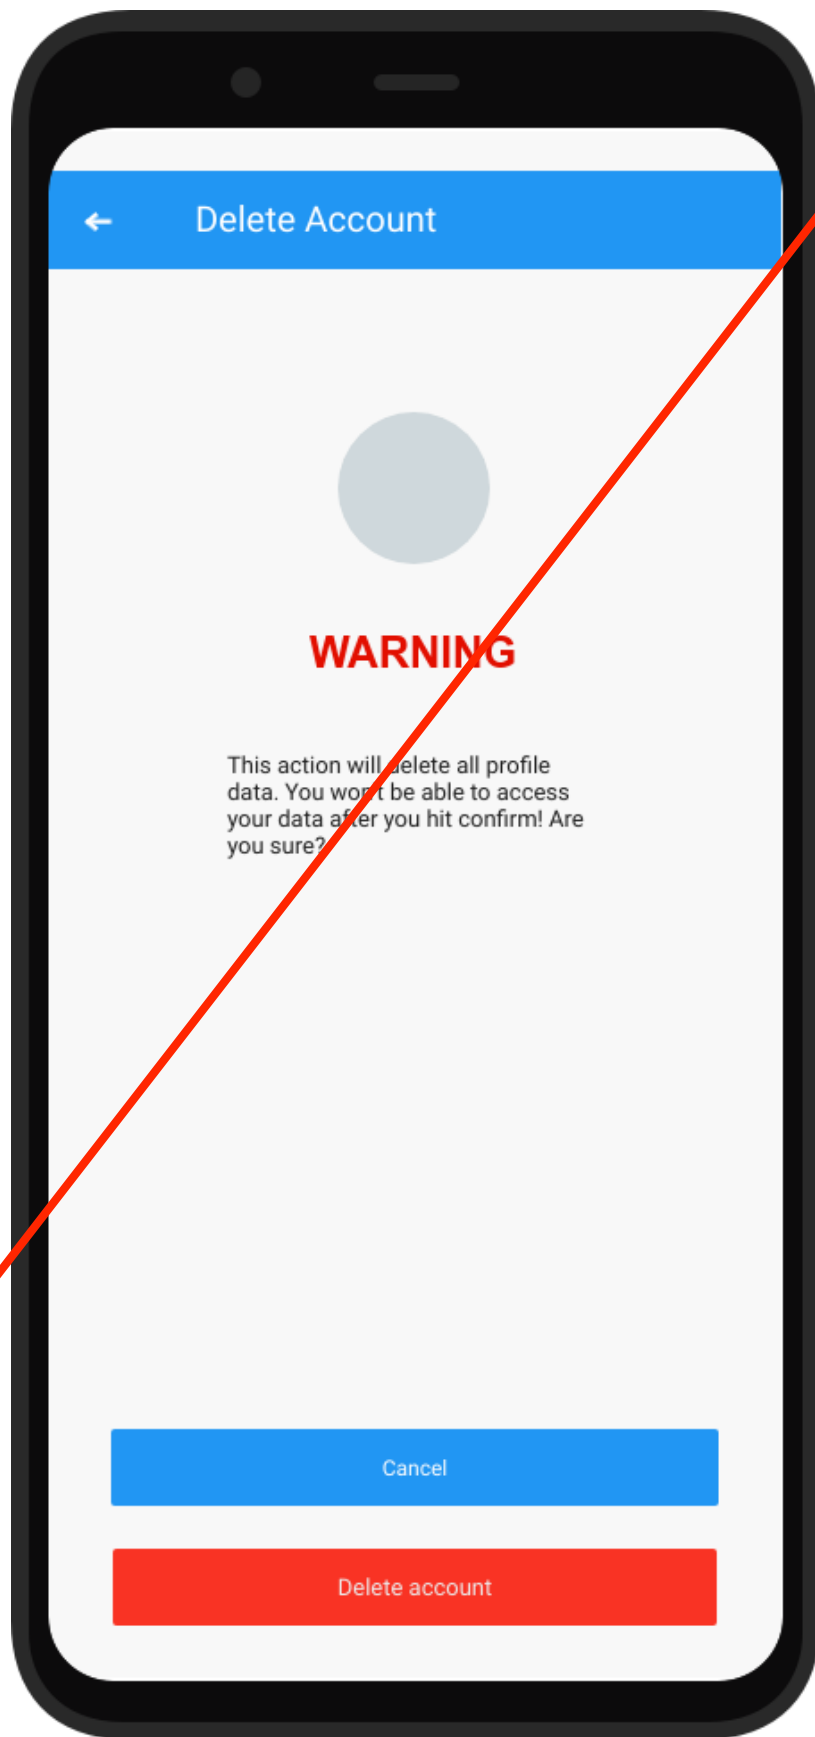 Delete Account
WARNING
This action will delete all profile
data. You won't be able to access
your data after you hit confirm! Are
you sure?
Cancel
Delete account